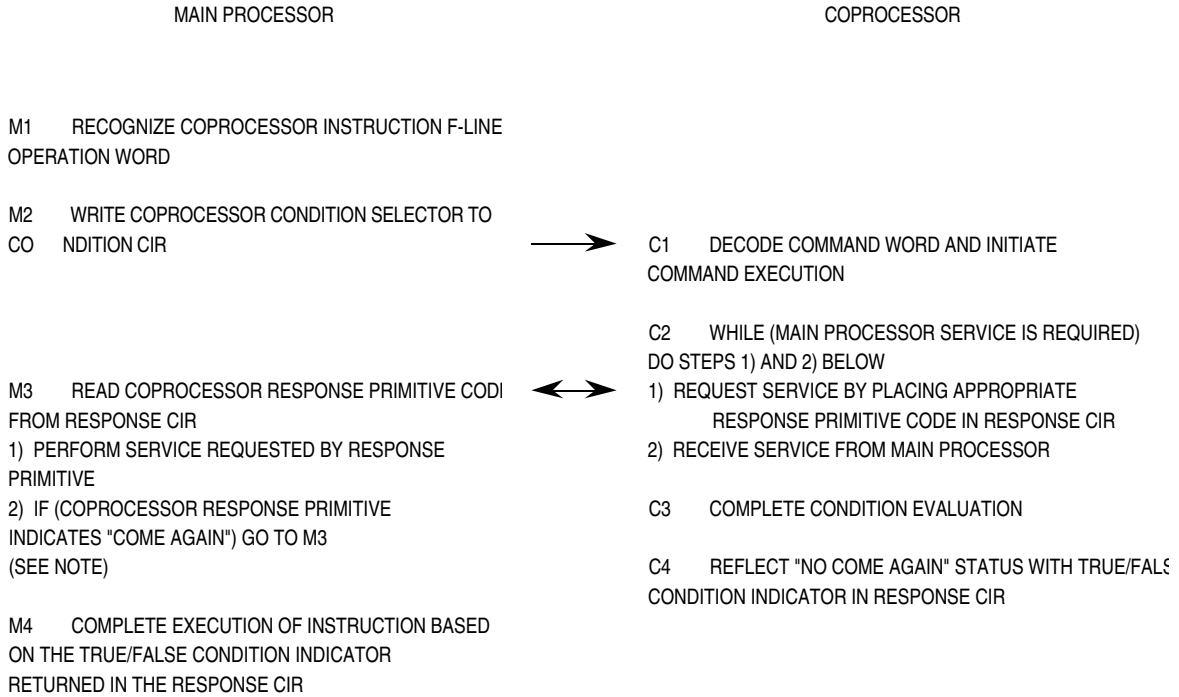 MAIN PROCESSOR
COPROCESSOR
M1 RECOGNIZE COPROCESSOR INSTRUCTION F-LINE
OPERATION WORD
M2 WRITE COPROCESSOR CONDITION SELECTOR TO
CO NDITION CIR
M3 READ COPROCESSOR RESPONSE PRIMITIVE CODE
FROM RESPONSE CIR
1) PERFORM SERVICE REQUESTED BY RESPONSE
PRIMITIVE
2) IF (COPROCESSOR RESPONSE PRIMITIVE
INDICATES "COME AGAIN") GO TO M3
(SEE NOTE)
M4 COMPLETE EXECUTION OF INSTRUCTION BASED
ON THE TRUE/FALSE CONDITION INDICATOR
RETURNED IN THE RESPONSE CIR
C1 DECODE COMMAND WORD AND INITIATE
COMMAND EXECUTION
C2 WHILE (MAIN PROCESSOR SERVICE IS REQUIRED)
DO STEPS 1) AND 2) BELOW
1) REQUEST SERVICE BY PLACING APPROPRIATE
RESPONSE PRIMITIVE CODE IN RESPONSE CIR
2) RECEIVE SERVICE FROM MAIN PROCESSOR
C3 COMPLETE CONDITION EVALUATION
C4 REFLECT "NO COME AGAIN" STATUS WITH TRUE/FALS
CONDITION INDICATOR IN RESPONSE CIR